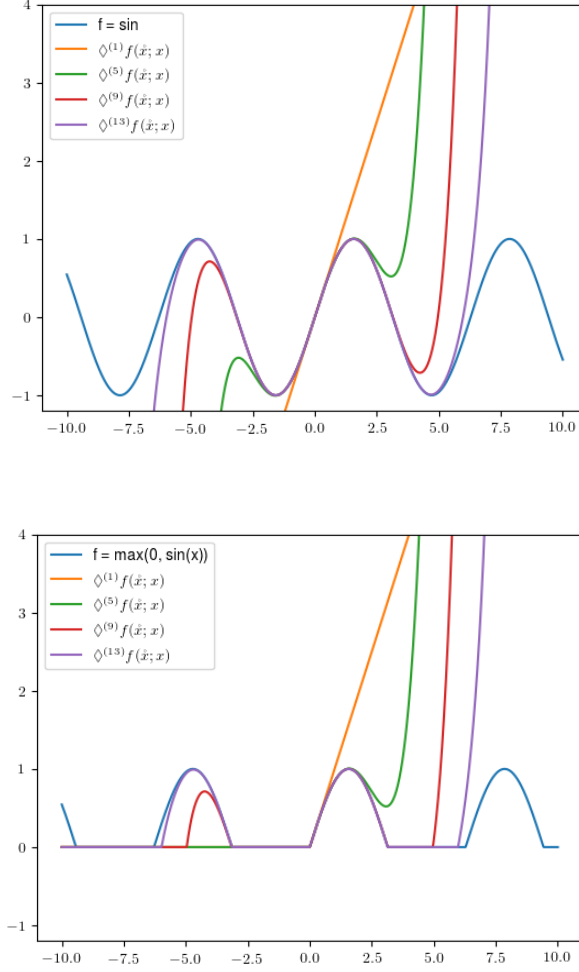 4
f = sin
◊⁽¹⁾f(x̊; x)
◊⁽⁵⁾f(x̊; x)
◊⁽⁹⁾f(x̊; x)
◊⁽¹³⁾f(x̊; x)
3
2
1
0
−1
−10.0 −7.5 −5.0 −2.5 0.0 2.5 5.0 7.5 10.0
4
f = max(0, sin(x))
◊⁽¹⁾f(x̊; x)
◊⁽⁵⁾f(x̊; x)
◊⁽⁹⁾f(x̊; x)
◊⁽¹³⁾f(x̊; x)
3
2
1
0
−1
−10.0 −7.5 −5.0 −2.5 0.0 2.5 5.0 7.5 10.0